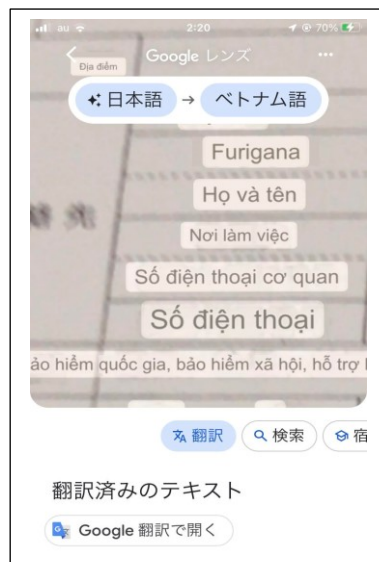 au 2:20 70%
Google レンズ
Địa điểm
日本語 → ベトナム語
Furigana
Họ và tên
Nơi làm việc
Số điện thoại cơ quan
Số điện thoại
ảo hiểm quốc gia, bảo hiểm xã hội, hỗ trợ
翻訳
検索
宿
翻訳済みのテキスト
Google 翻訳で開く